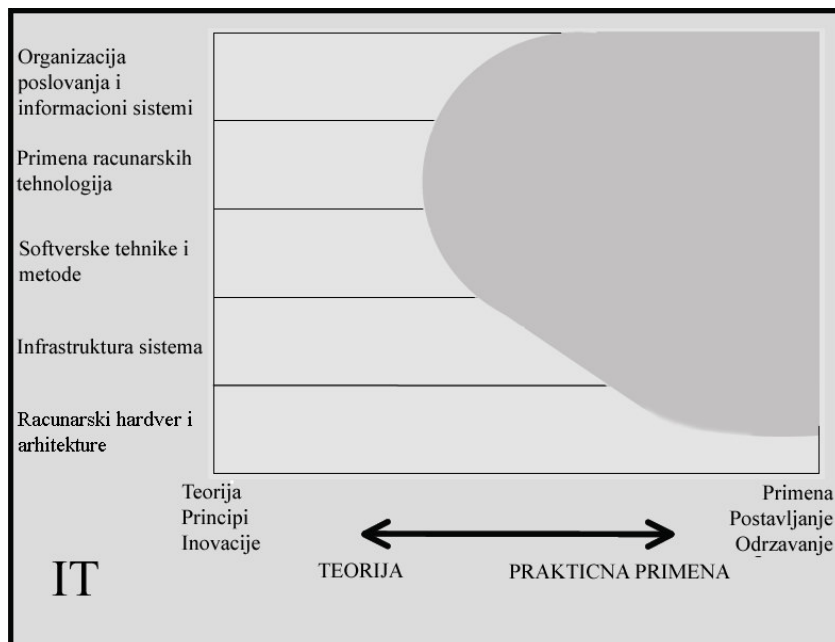 Organizacija
poslovanja i
informacioni sistemi
Primena racunarskih
tehnologija
Softverske tehnike i
metode
Infrastruktura sistema
Racunarski hardver i
arhitekture
Teorija
Principi
Inovacije
Primena
Postavljanje
Odrzavanje
TEORIJA
PRAKTICNA PRIMENA
IT